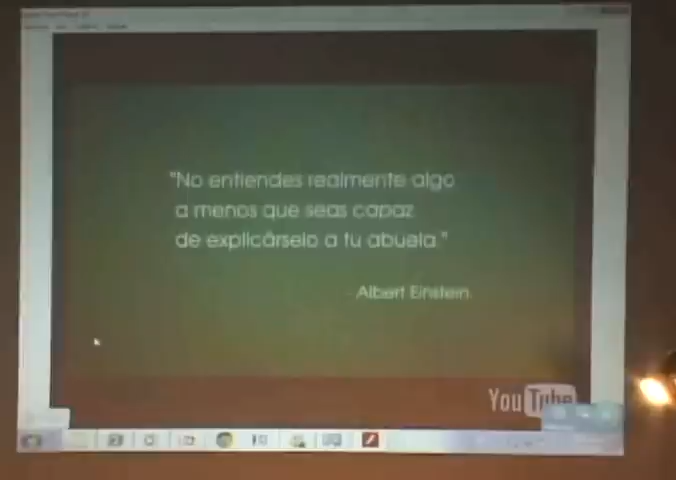 "No entiendes realmente algo
a menos que seas capaz
de explicárselo a tu abuela."
- Albert Einstein
YouTube